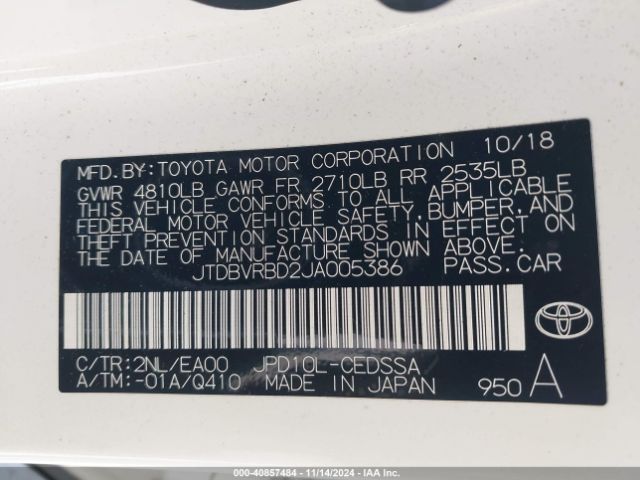 MFD. BY: TOYOTA MOTOR CORPORATION 10/18
GVWR 4810LB GAWR FR 2710LB RR 2535LB
THIS VEHICLE CONFORMS TO ALL APPLICABLE
FEDERAL MOTOR VEHICLE SAFETY, BUMPER, AND
THEFT PREVENTION STANDARDS IN EFFECT ON
THE DATE OF MANUFACTURE SHOWN ABOVE.
JTDBVRBD2JA005386 PASS. CAR
C/TR: 2NL/EA00 JPD10L-CEDSSA
A/TM: -01A/Q410 MADE IN JAPAN 950 A
00-40857484 | 11/14/2024 | IAA Inc.